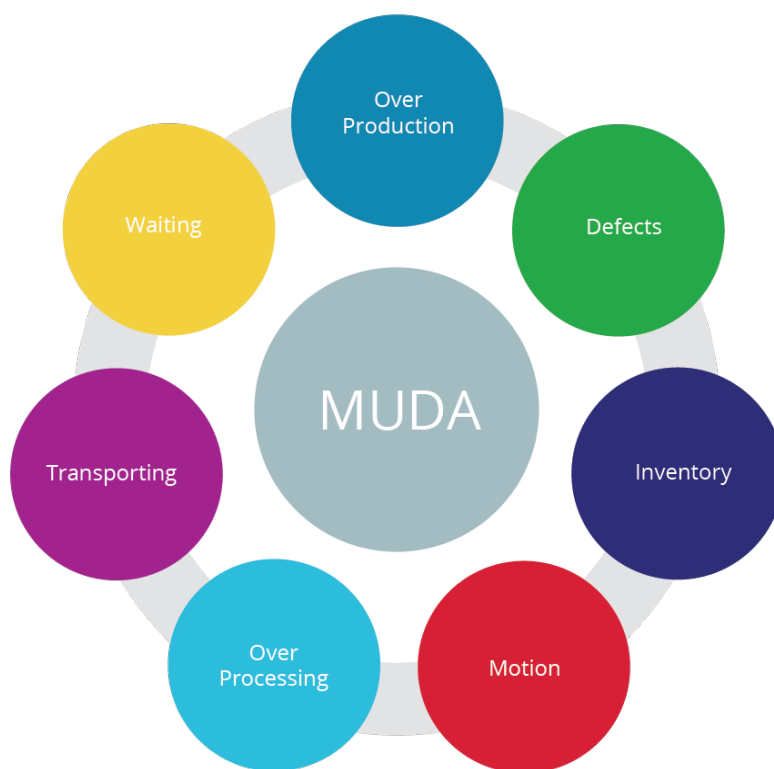 Over
Production
Defects
Inventory
Motion
Over
Processing
Transporting
Waiting
MUDA